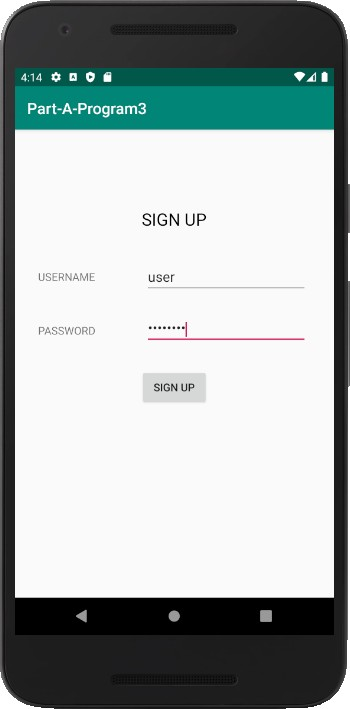 4:14
Part-A-Program3
SIGN UP
USERNAME user
PASSWORD ••••••••
SIGN UP